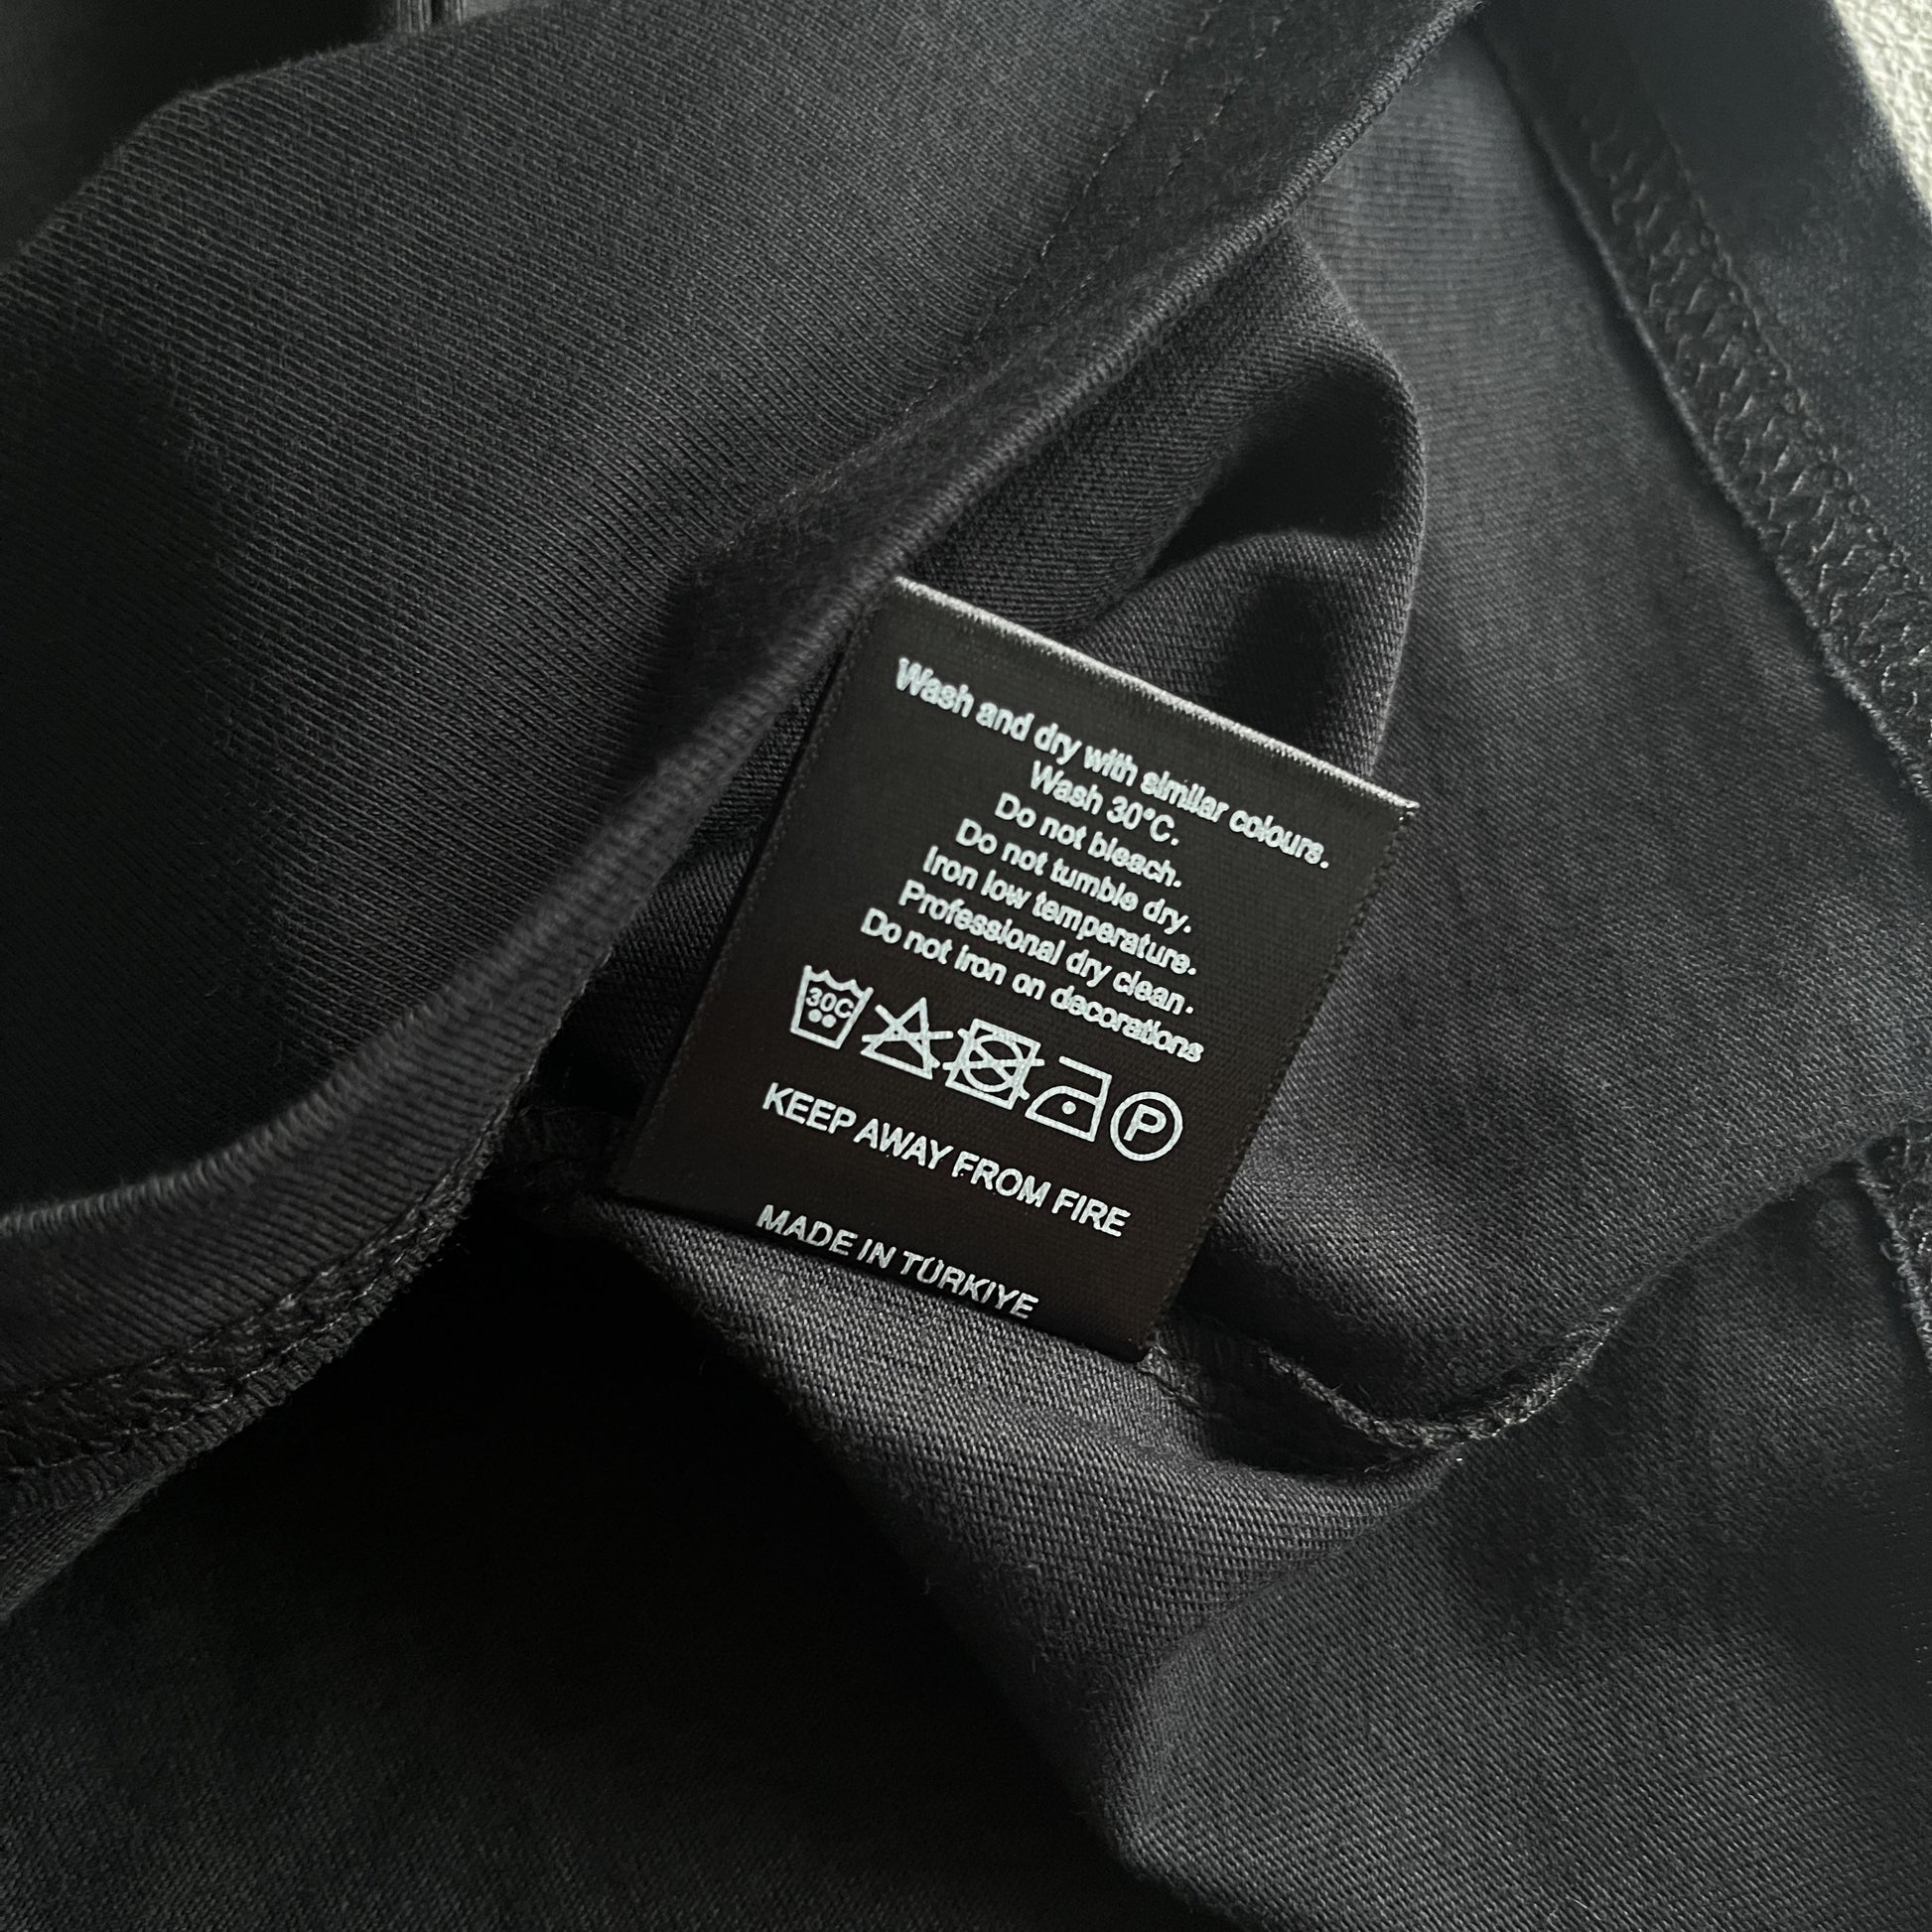 Wash and dry with similar colours.
Wash 30°C.
Do not bleach.
Do not tumble dry.
Iron low temperature.
Professional dry clean.
Do not iron on decorations
30C P
KEEP AWAY FROM FIRE
MADE IN TÜRKIYE